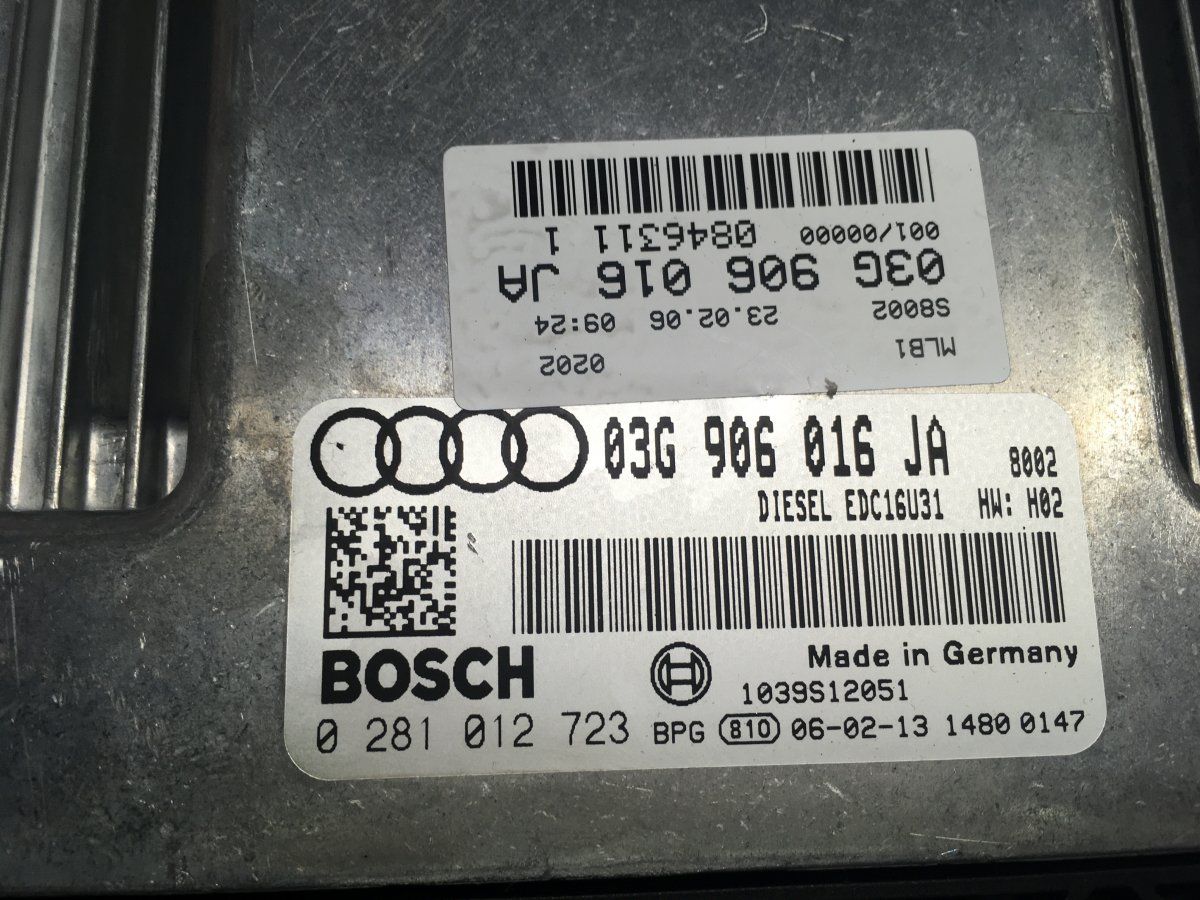 0846311 1
001/00000
03G 906 016 JA
S8002 23.02.06 09:24
MLB1 0202
03G 906 016 JA 8002
DIESEL EDC16U31 HW: H02
BOSCH
Made in Germany
1039S12051
0 281 012 723 BPG 810 06-02-13 1480 0147